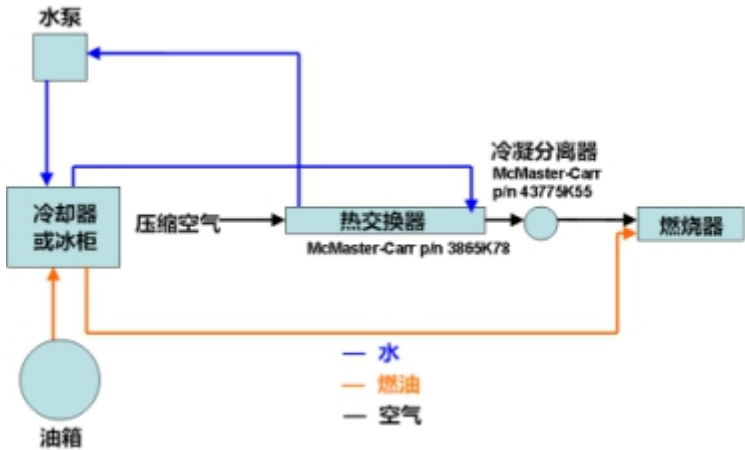 水泵
冷凝分离器
McMaster-Carr
p/n 43775K55
冷却器
或冰柜
压缩空气
热交换器
燃烧器
McMaster-Carr p/n 3865K78
水
燃油
空气
油箱